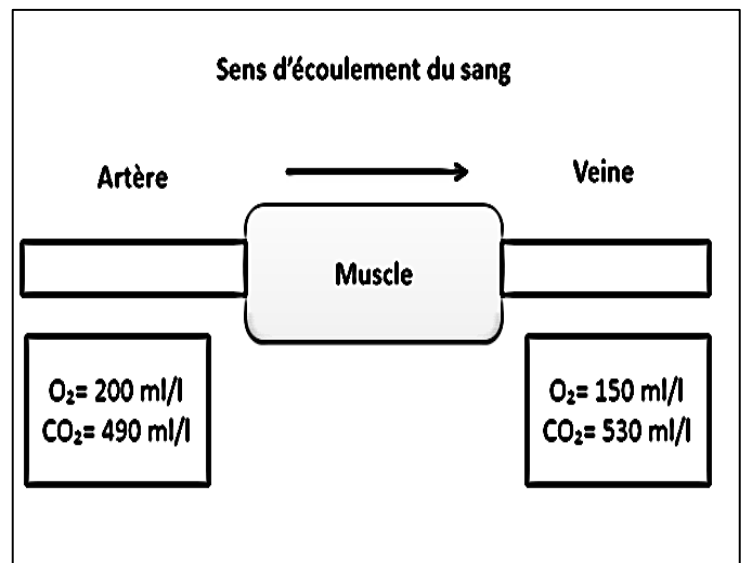 Sens d'écoulement du sang
Artère
Veine
Muscle
O₂= 200 ml/l
CO₂= 490 ml/l
O₂= 150 ml/l
CO₂= 530 ml/l